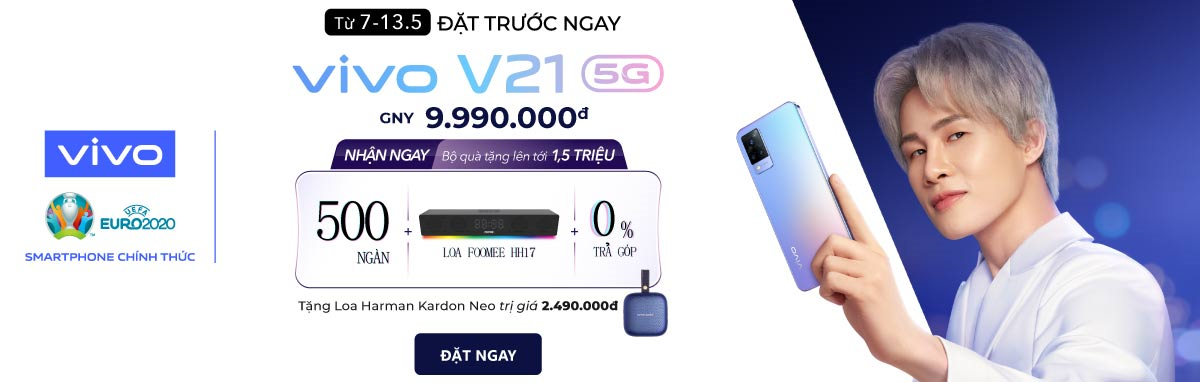 Từ 7-13.5 ĐẶT TRƯỚC NGAY
vivo V21 5G
GNY 9.990.000đ
NHẬN NGAY Bộ quà tặng lên tới 1,5 TRIỆU
500 NGÀN + LOA FOOMEE HH17 + 0% TRẢ GÓP
Tặng Loa Harman Kardon Neo trị giá 2.490.000đ
ĐẶT NGAY
vivo
UEFA
EURO2020
SMARTPHONE CHÍNH THỨC
vivo